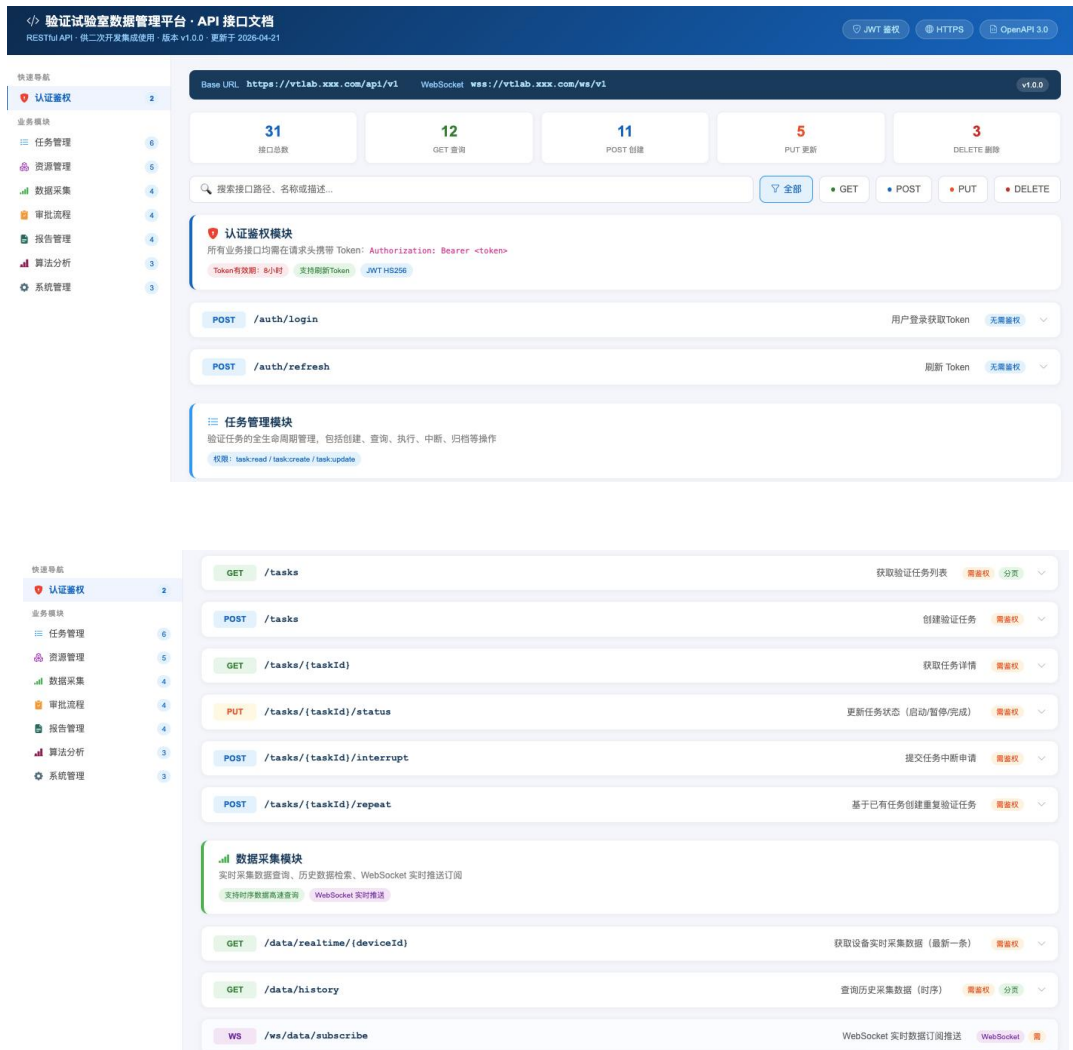 </> 验证试验室数据管理平台 · API 接口文档
RESTful API · 供二次开发集成使用 · 版本 v1.0.0 · 更新于 2026-04-21
JWT 鉴权
HTTPS
OpenAPI 3.0
快速导航
认证鉴权 2
业务模块
任务管理 6
资源管理 5
数据采集 4
审批流程 4
报告管理 4
算法分析 3
系统管理 3
Base URL https://vtlab.xxx.com/api/v1 WebSocket wss://vtlab.xxx.com/ws/v1 v1.0.0
31
接口总数
12
GET 查询
11
POST 创建
5
PUT 更新
3
DELETE 删除
搜索接口路径、名称或描述...
全部
GET
POST
PUT
DELETE
认证鉴权模块
所有业务接口均需在请求头携带 Token: Authorization: Bearer <token>
Token有效期：8小时 支持刷新Token JWT HS256
POST /auth/login 用户登录获取Token 无需鉴权
POST /auth/refresh 刷新 Token 无需鉴权
任务管理模块
验证任务的全生命周期管理，包括创建、查询、执行、中断、归档等操作
权限：task:read / task:create / task:update
快速导航
认证鉴权 2
业务模块
任务管理 6
资源管理 5
数据采集 4
审批流程 4
报告管理 4
算法分析 3
系统管理 3
GET /tasks 获取验证任务列表 需鉴权 分页
POST /tasks 创建验证任务 需鉴权
GET /tasks/{taskId} 获取任务详情 需鉴权
PUT /tasks/{taskId}/status 更新任务状态（启动/暂停/完成） 需鉴权
POST /tasks/{taskId}/interrupt 提交任务中断申请 需鉴权
POST /tasks/{taskId}/repeat 基于已有任务创建重复验证任务 需鉴权
数据采集模块
实时采集数据查询、历史数据检索、WebSocket 实时推送订阅
支持时序数据高速查询 WebSocket 实时推送
GET /data/realtime/{deviceId} 获取设备实时采集数据（最新一条） 需鉴权
GET /data/history 查询历史采集数据（时序） 需鉴权 分页
WS /ws/data/subscribe WebSocket 实时数据订阅推送 WebSocket 需